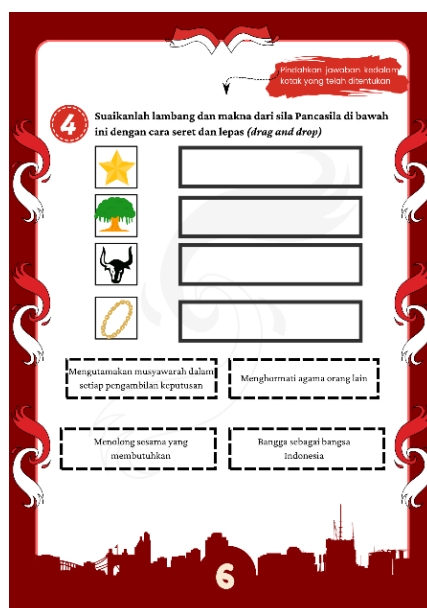 Pindahkan jawaban kedalam
kotak yang telah ditentukan
4
Suaikanlah lambang dan makna dari sila Pancasila di bawah
ini dengan cara seret dan lepas (drag and drop)
Mengutamakan musyawarah dalam
setiap pengambilan keputusan
Menghormati agama orang lain
Menolong sesama yang
membutuhkan
Bangga sebagai bangsa
Indonesia
6